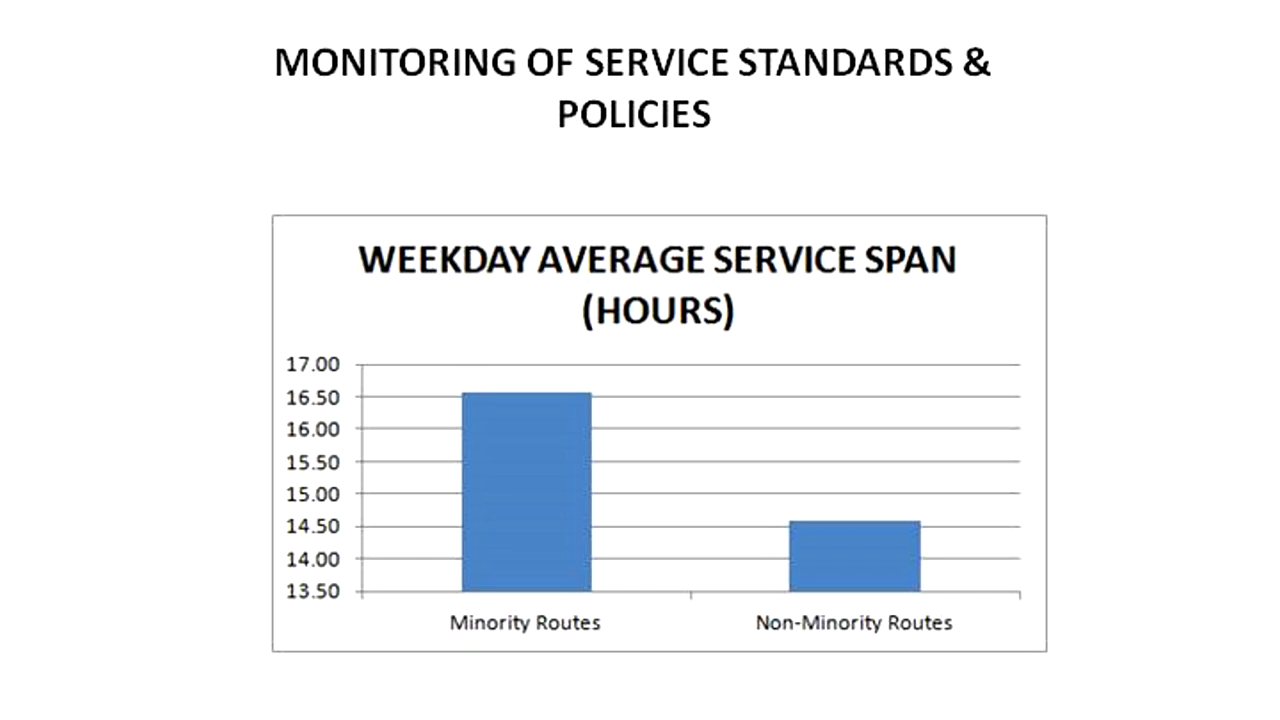 MONITORING OF SERVICE STANDARDS &
POLICIES
WEEKDAY AVERAGE SERVICE SPAN
(HOURS)
17.00
16.50
16.00
15.50
15.00
14.50
14.00
13.50
Minority Routes
Non-Minority Routes